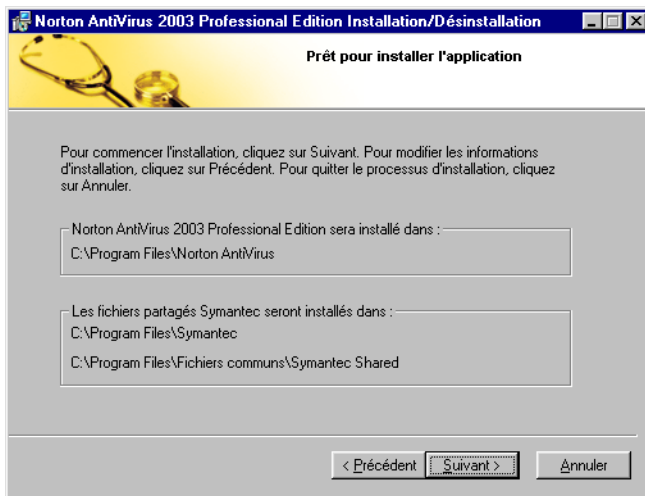 Norton AntiVirus 2003 Professional Edition Installation/Désinstallation
Prêt pour installer l'application
Pour commencer l'installation, cliquez sur Suivant. Pour modifier les informations
d'installation, cliquez sur Précédent. Pour quitter le processus d'installation, cliquez
sur Annuler.
Norton AntiVirus 2003 Professional Edition sera installé dans :
C:\Program Files\Norton AntiVirus
Les fichiers partagés Symantec seront installés dans :
C:\Program Files\Symantec
C:\Program Files\Fichiers communs\Symantec Shared
< Précédent Suivant > Annuler